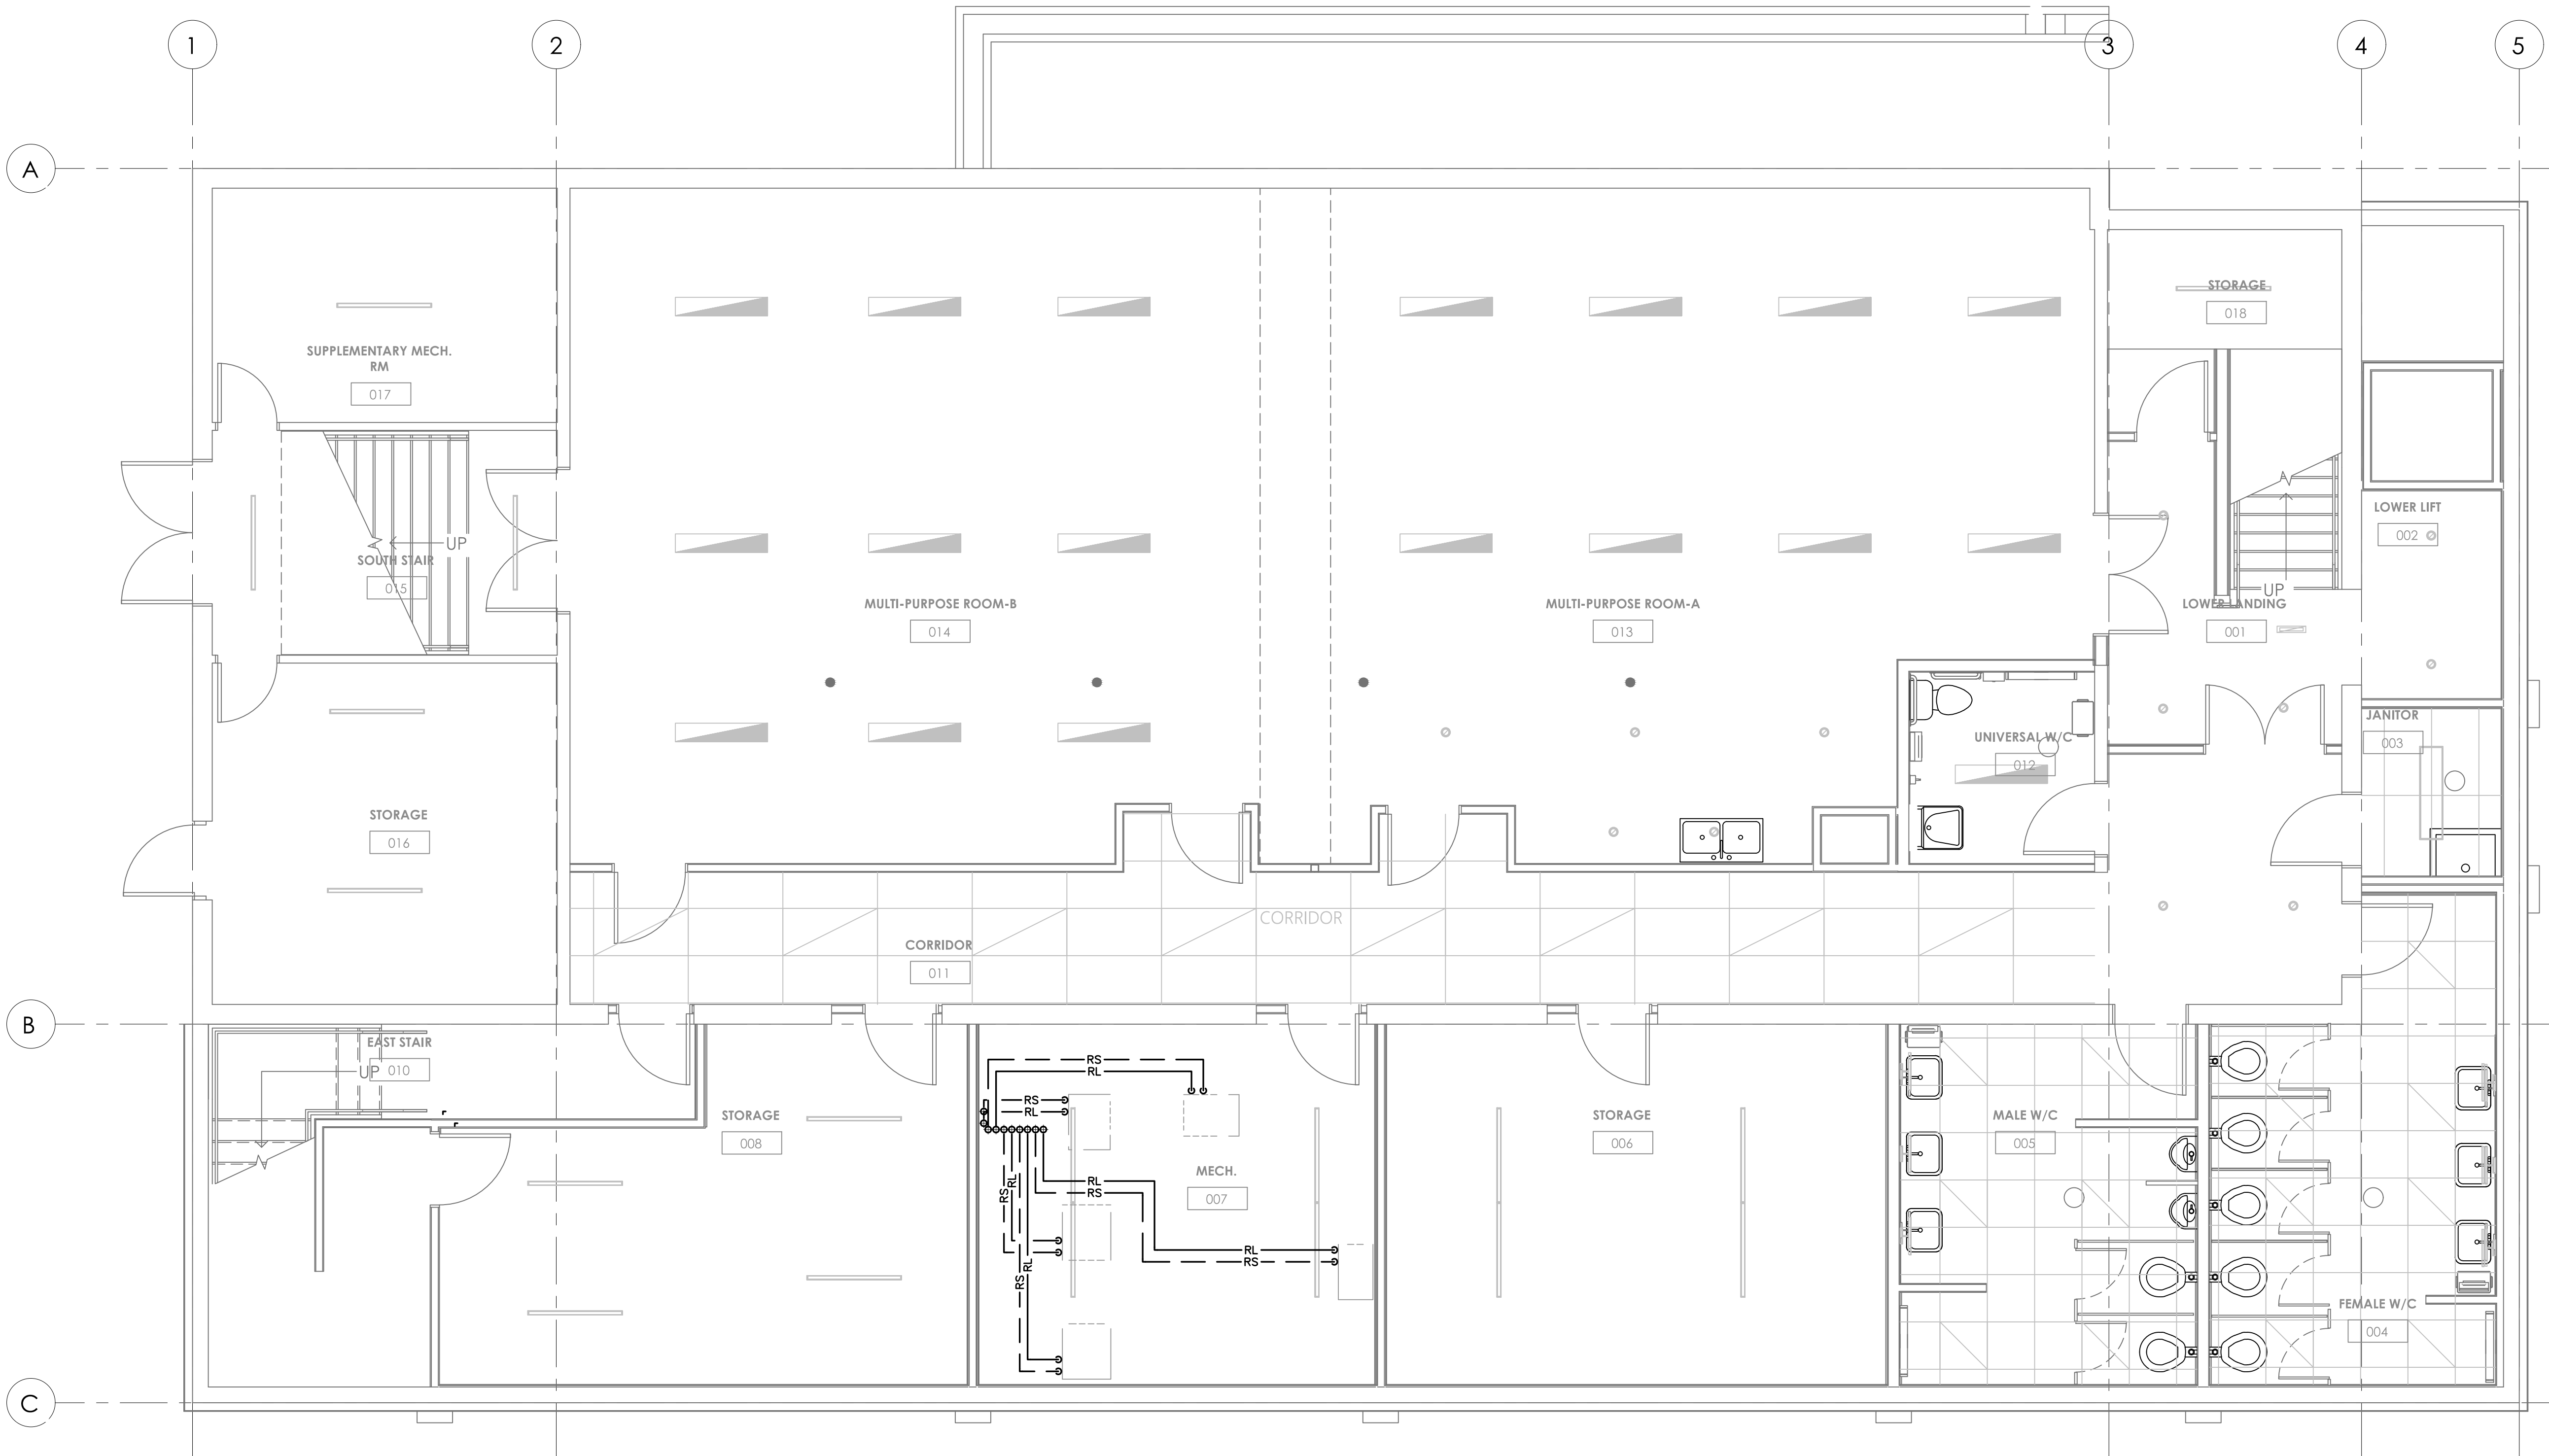 1
2
3
4
5
A
STORAGE
018
SUPPLEMENTARY MECH.
RM
017
LOWER LIFT
002
UP
SOUTH STAIR
015
UP
MULTI-PURPOSE ROOM-B
014
MULTI-PURPOSE ROOM-A
013
LOWER LANDING
001
JANITOR
003
UNIVERSAL W/C
012
STORAGE
016
CORRIDOR
CORRIDOR
011
B
EAST STAIR
UP
010
RS
RL
RS
RL
STORAGE
008
STORAGE
006
MALE W/C
005
MECH.
007
RL
RS
RS
RL
RL
RS
RS
RL
FEMALE W/C
004
C